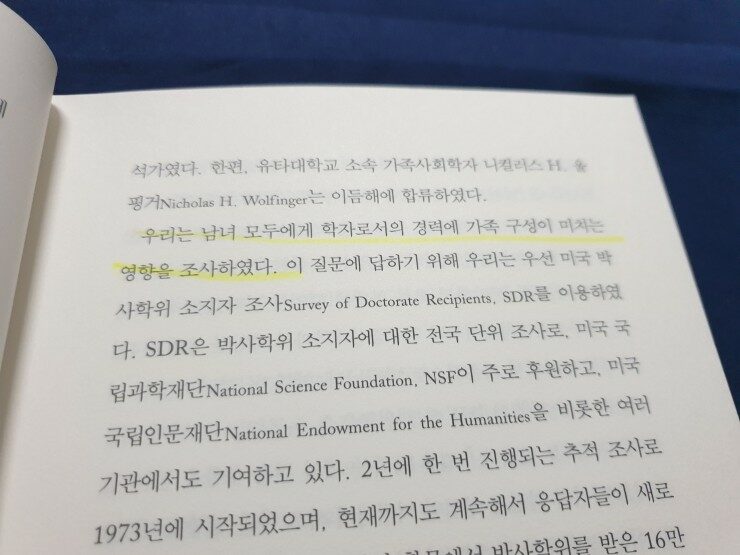 석가였다. 한편, 유타대학교 소속 가족사회학자 니컬러스 H. 울
핑거Nicholas H. Wolfinger는 이듬해에 합류하였다.
우리는 남녀 모두에게 학자로서의 경력에 가족 구성이 미치는
영향을 조사하였다. 이 질문에 답하기 위해 우리는 우선 미국 박
사학위 소지자 조사Survey of Doctorate Recipients, SDR를 이용하였
다. SDR은 박사학위 소지자에 대한 전국 단위 조사로, 미국 국
립과학재단National Science Foundation, NSF이 주로 후원하고, 미국
국립인문재단National Endowment for the Humanities을 비롯한 여러
기관에서도 기여하고 있다. 2년에 한 번 진행되는 추적 조사로
1973년에 시작되었으며, 현재까지도 계속해서 응답자들이 새로
박사학위를 받은 16만